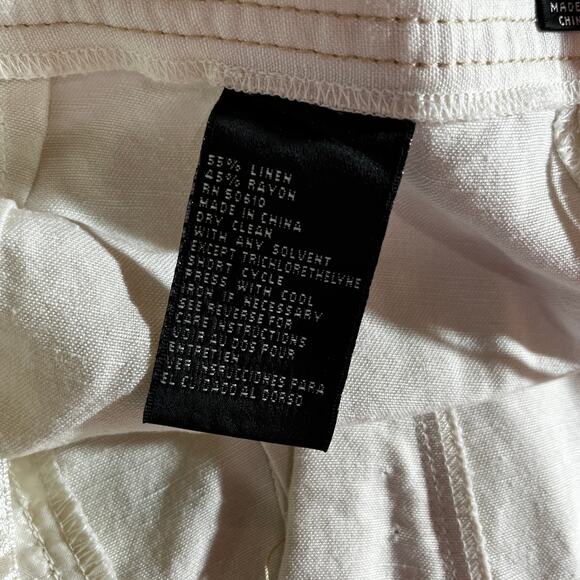 MADE
CHIN
55% LINEN
45% RAYON
RN 80610
MADE IN CHINA
DRY CLEAN
WITH ANY SOLVENT
EXCEPT TRICHLORETHELYNE
SHORT CYCLE
PRESS WITH COOL
IRON IF NECESSARY
SEE REVERSE FOR
CARE INSTRUCTIONS
VOIR AU DOS POUR
ENTRETIEN
VER INSTRUCCIONES PARA
EL CUIDADO AL DORSO